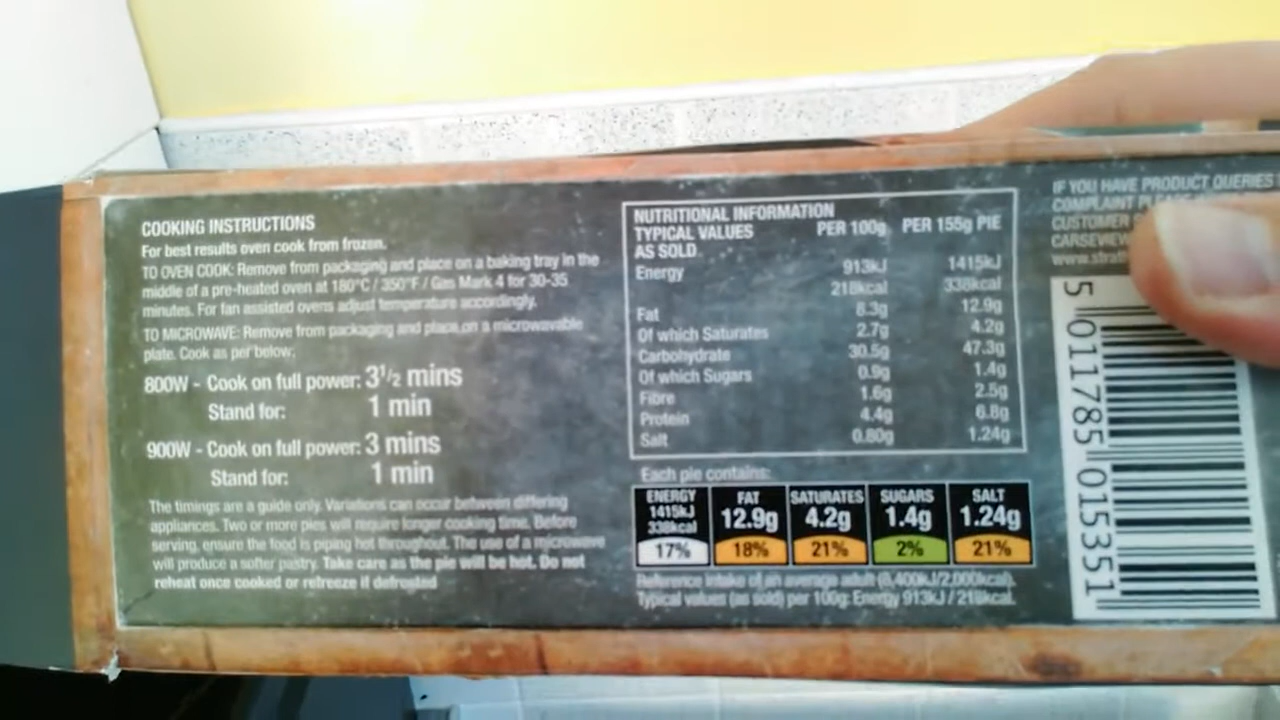 COOKING INSTRUCTIONS
For best results oven cook from frozen.
TO OVEN COOK: Remove from packaging and place on a baking tray in the
middle of a pre-heated oven at 180°C / 350°F / Gas Mark 4 for 30-35
minutes. For fan assisted ovens adjust temperature accordingly.
TO MICROWAVE: Remove from packaging and place on a microwavable
plate. Cook as per below:
800W - Cook on full power: 3½ mins
Stand for: 1 min
900W - Cook on full power: 3 mins
Stand for: 1 min
The timings are a guide only. Variations can occur between differing
appliances. Two or more pies will require longer cooking time. Before
serving, ensure the food is piping hot throughout. The use of a microwave
will produce a softer pastry. Take care as the pie will be hot. Do not
reheat once cooked or refreeze if defrosted
NUTRITIONAL INFORMATION
TYPICAL VALUES PER 100g PER 155g PIE
AS SOLD
Energy 913kJ 1415kJ
218kcal 338kcal
Fat 8.3g 12.9g
Of which Saturates 2.7g 4.2g
Carbohydrate 30.5g 47.3g
Of which Sugars 0.9g 1.4g
Fibre 1.6g 2.5g
Protein 4.4g 6.8g
Salt 0.80g 1.24g
Each pie contains:
ENERGY FAT SATURATES SUGARS SALT
1415kJ 12.9g 4.2g 1.4g 1.24g
338kcal
17% 18% 21% 2% 21%
Reference intake of an average adult (8,400kJ/2,000kcal).
Typical values (as sold) per 100g: Energy 913kJ / 218kcal.
IF YOU HAVE PRODUCT QUERIES
COMPLAINT
CUSTOMER
5 011785 015351